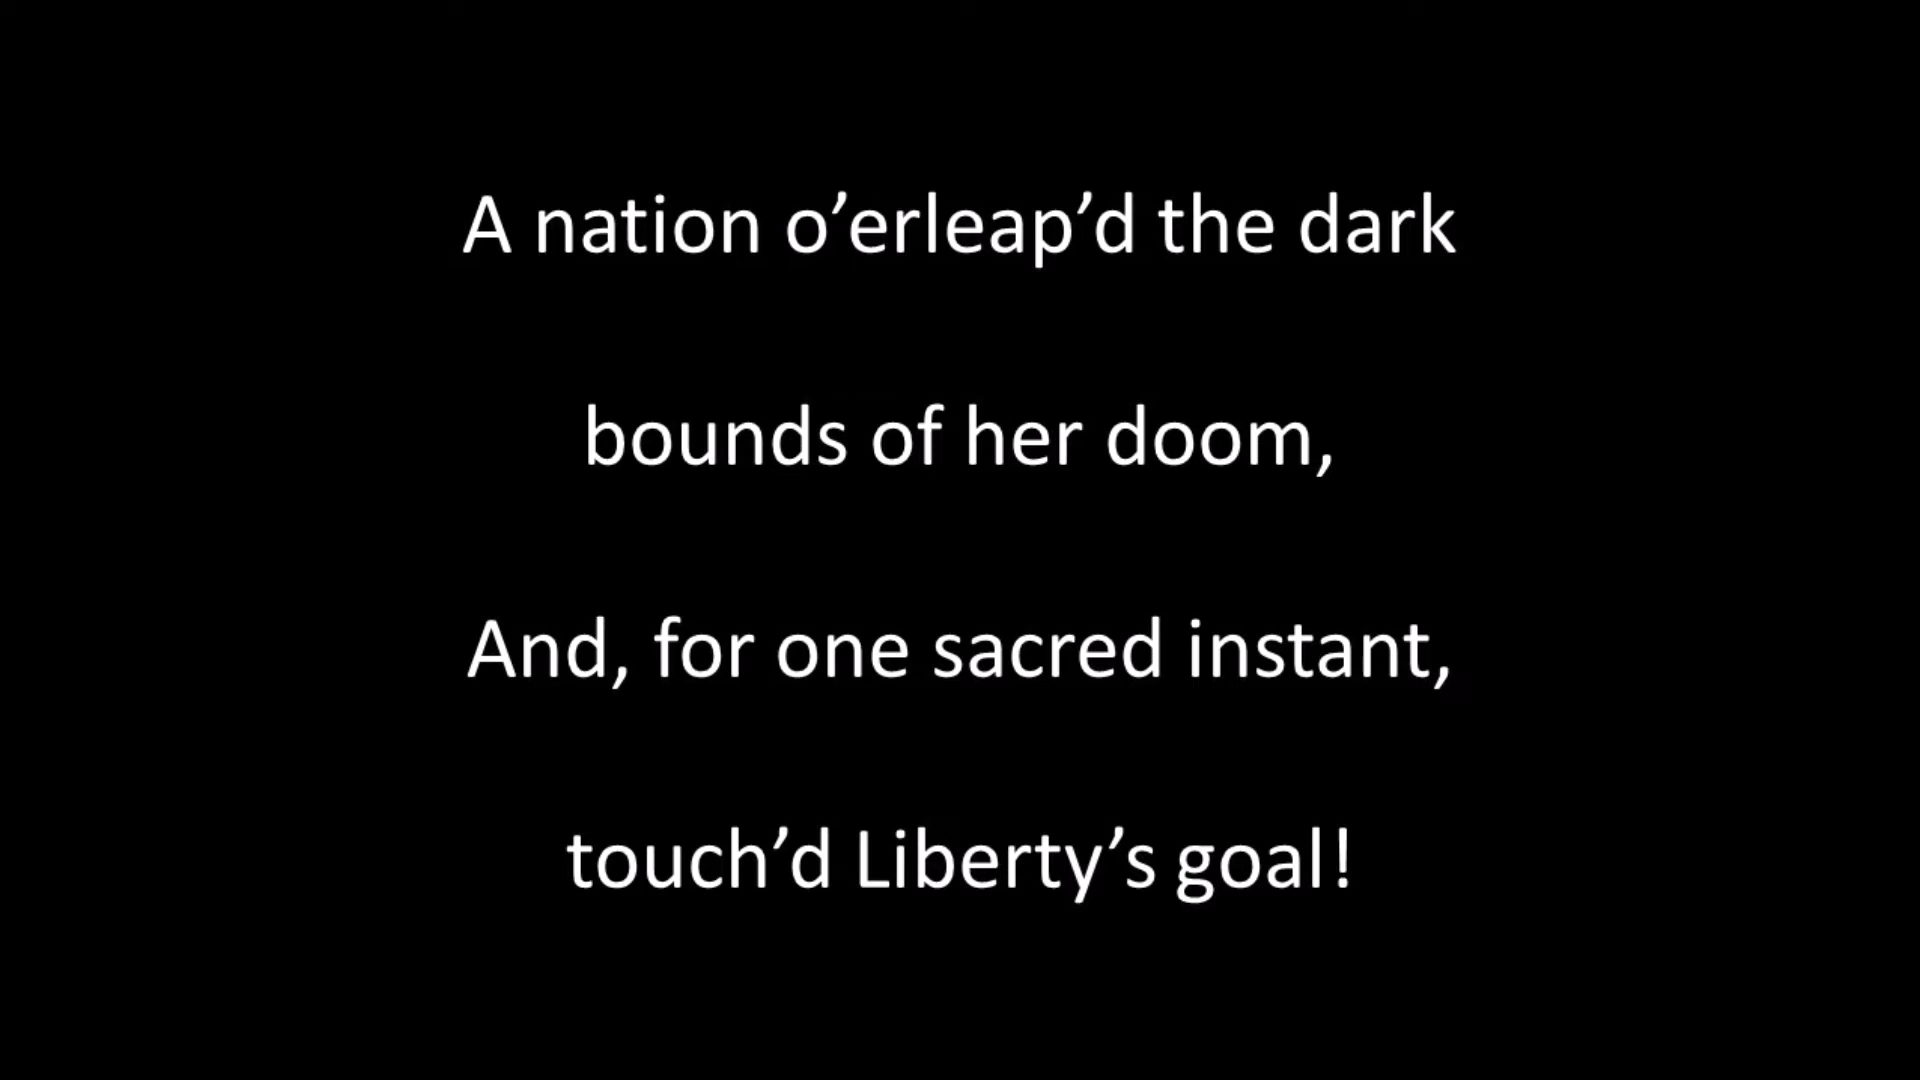 A nation o’erleap’d the dark
bounds of her doom,
And, for one sacred instant,
touch’d Liberty’s goal!